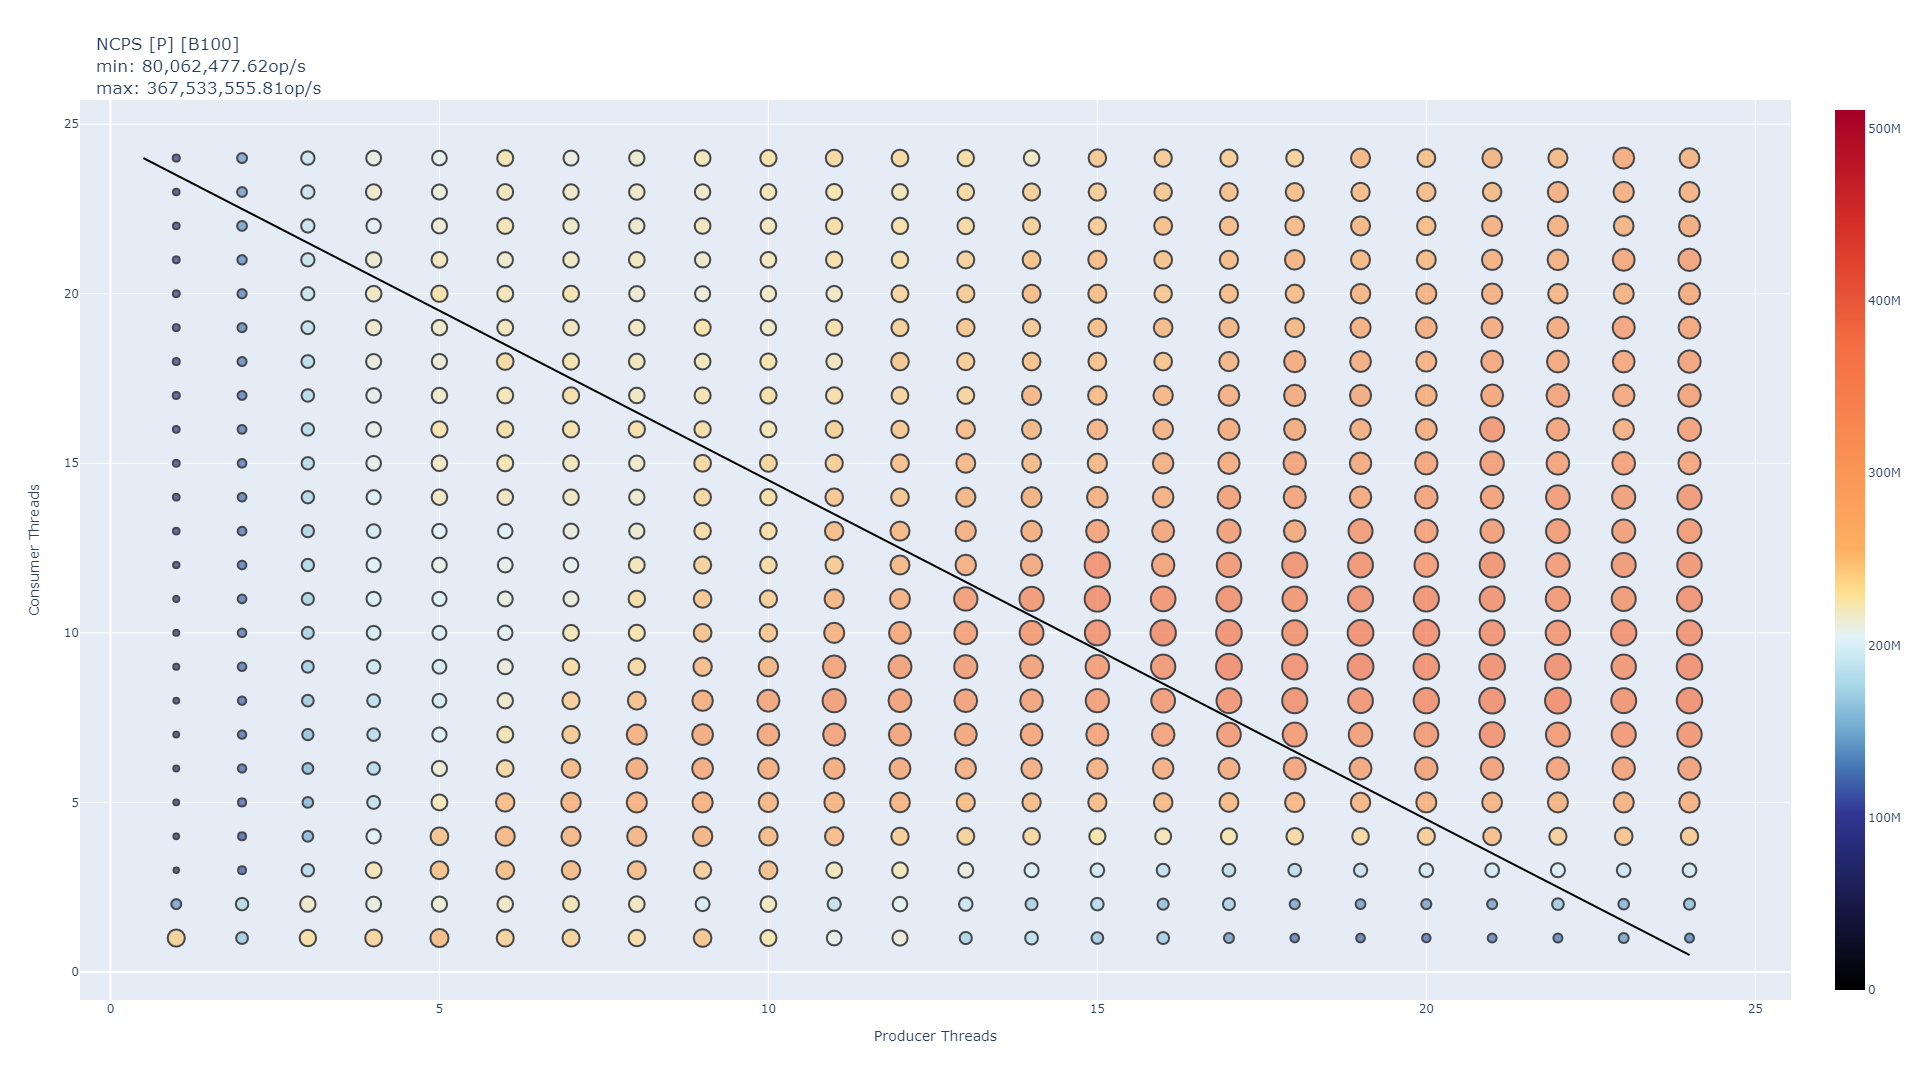 NCPS [P] [B100]
min: 80,062,477.62op/s
max: 367,533,555.81op/s
25
20
15
10
5
0
Consumer Threads
0
5
10
15
20
25
Producer Threads
500M
400M
300M
200M
100M
0